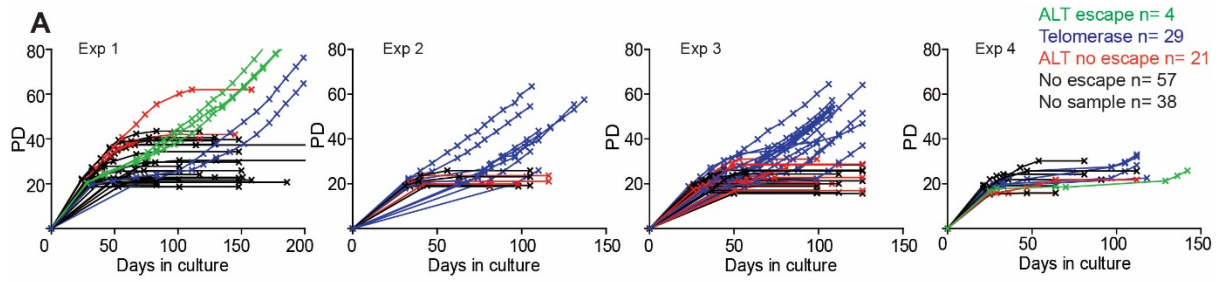 A
Exp 1
Exp 2
Exp 3
Exp 4
ALT escape n= 4
Telomerase n= 29
ALT no escape n= 21
No escape n= 57
No sample n= 38
PD
80
60
40
20
0
50
100
150
200
Days in culture
PD
80
60
40
20
0
50
100
150
Days in culture
PD
80
60
40
20
0
50
100
150
Days in culture
PD
80
60
40
20
0
50
100
150
Days in culture